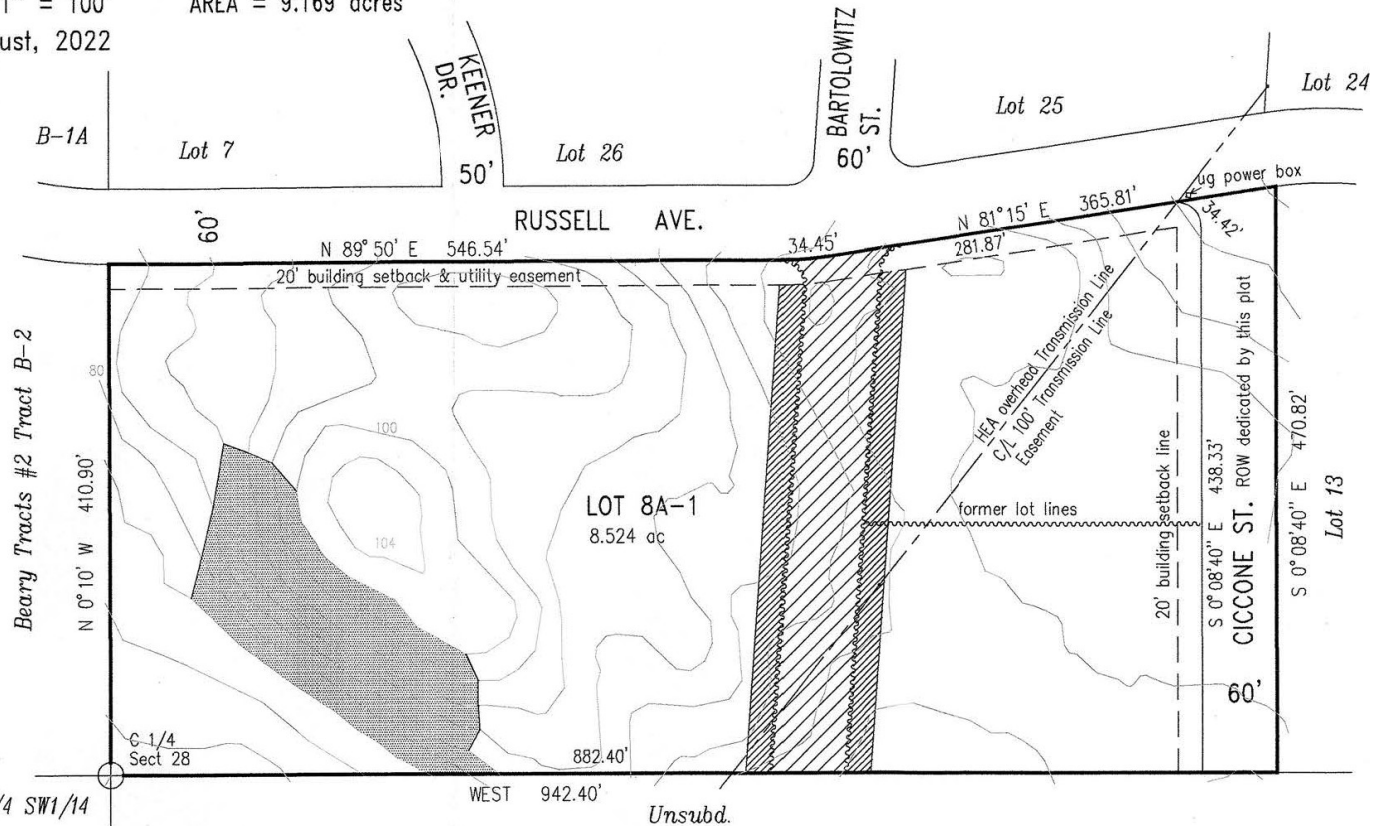 1" = 100'
AREA = 9.169 acres
ust, 2022
B-1A
Lot 7
KEENER
DR.
50'
Lot 26
BARTOLOWITZ
ST.
60'
Lot 25
Lot 24
60'
RUSSELL AVE.
ug power box
N 89°50' E 546.54'
34.45'
N 81°15' E 365.81'
34.42'
20' building setback & utility easement
281.87'
Beary Tracts #2 Tract B-2
N 0°10' W 410.90'
80
100
104
LOT 8A-1
8.524 ac
HEA overhead Transmission Line
C/L 100' Transmission Line
Easement
former lot lines
20' building setback line
S 0°08'40" E 438.33'
CICCONE ST. ROW dedicated by this plat
60'
S 0°08'40" E 470.82'
Lot 13
C 1/4
Sect 28
882.40'
WEST 942.40'
/4 SW1/14
Unsubd.